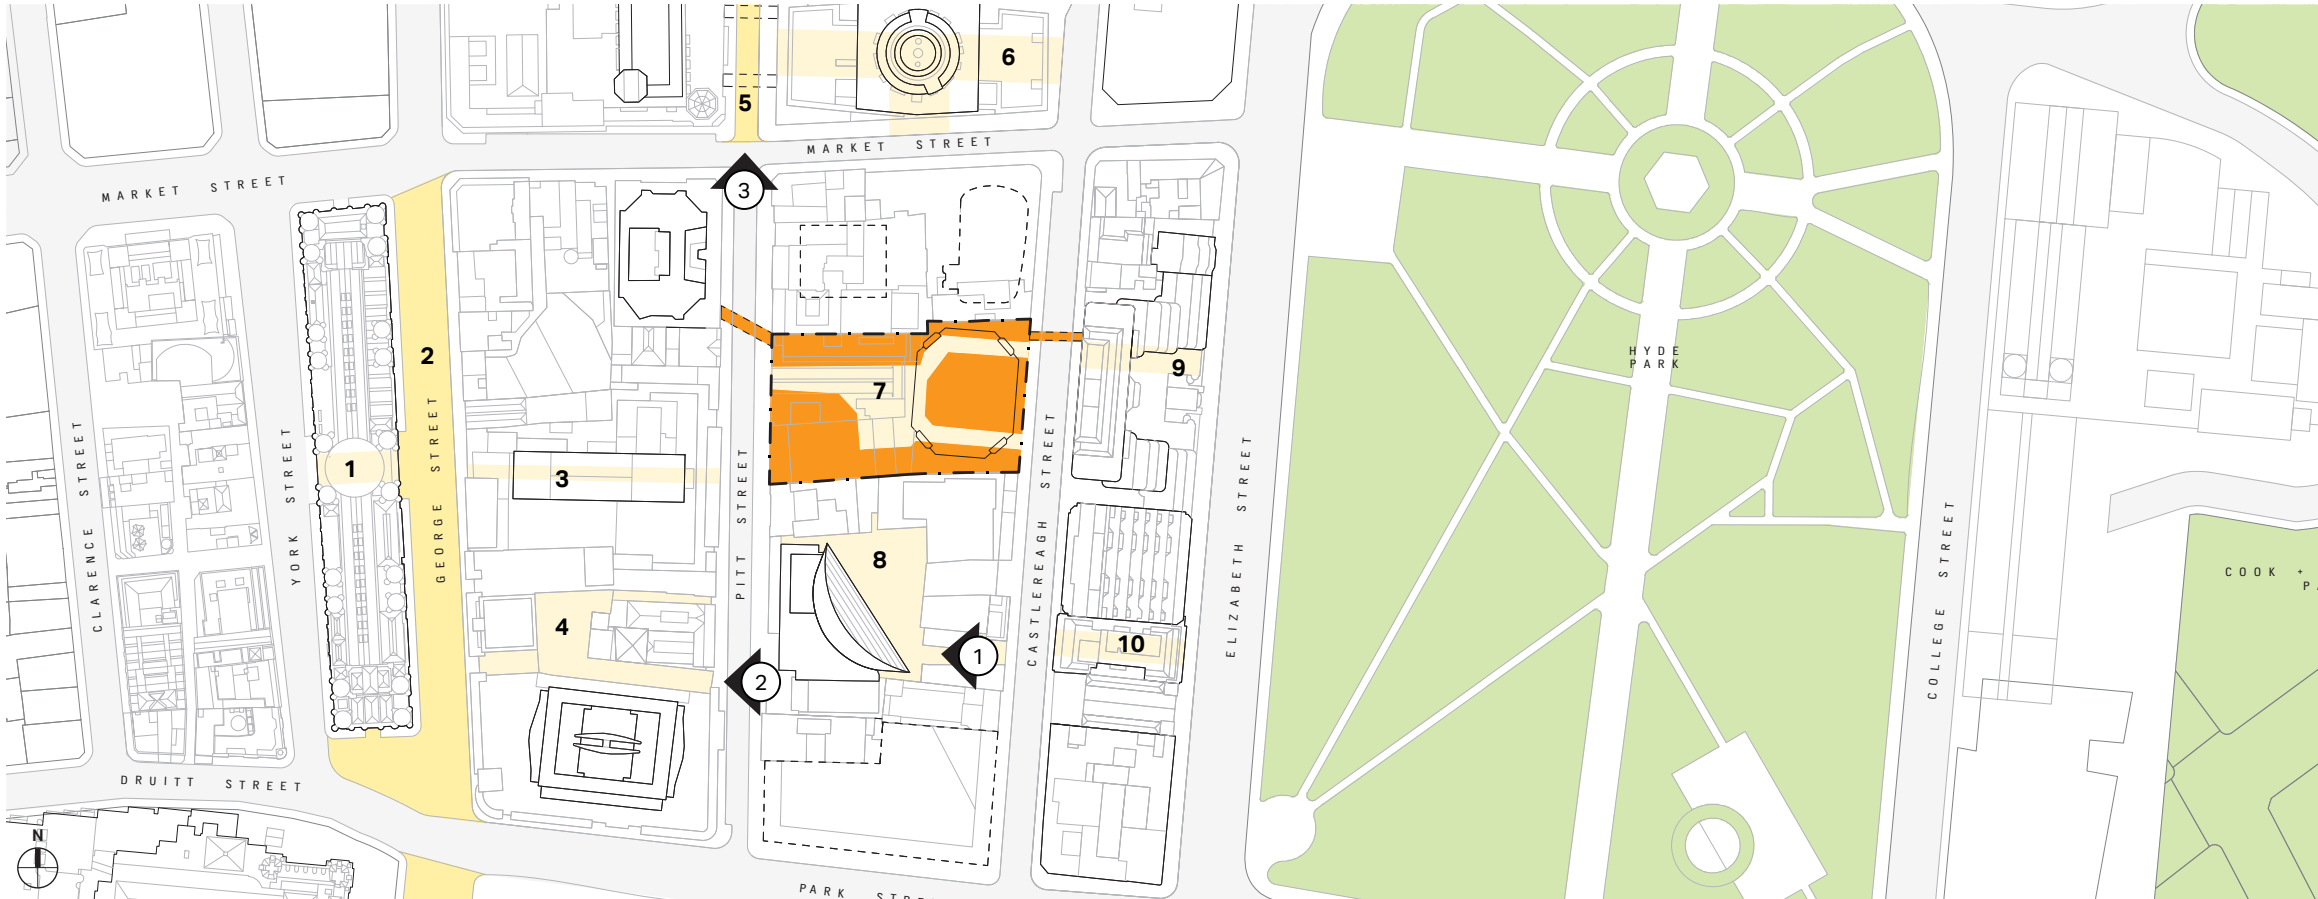 6
5
MARKET STREET
MARKET STREET
3
2
HYDE
PARK
9
7
1
3
GEORGE STREET
YORK STREET
CLARENCE STREET
PITT STREET
CASTLEREAGH STREET
ELIZABETH STREET
COLLEGE STREET
8
COOK +
P
4
10
1
2
DRUITT STREET
N
PARK STRE